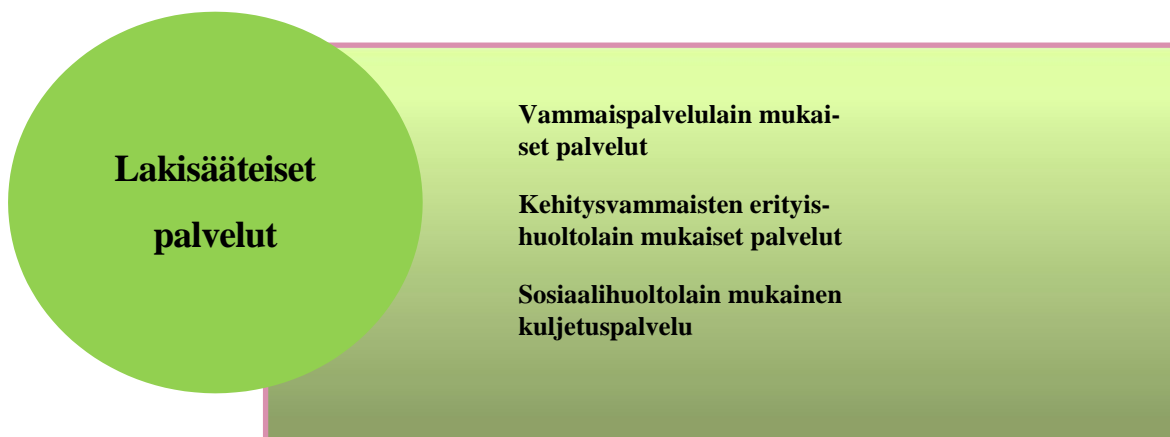 Lakisääteiset
palvelut
Vammaispalvelulain mukai-
set palvelut
Kehitysvammaisten erityis-
huoltolain mukaiset palvelut
Sosiaalihuoltolain mukainen
kuljetuspalvelu